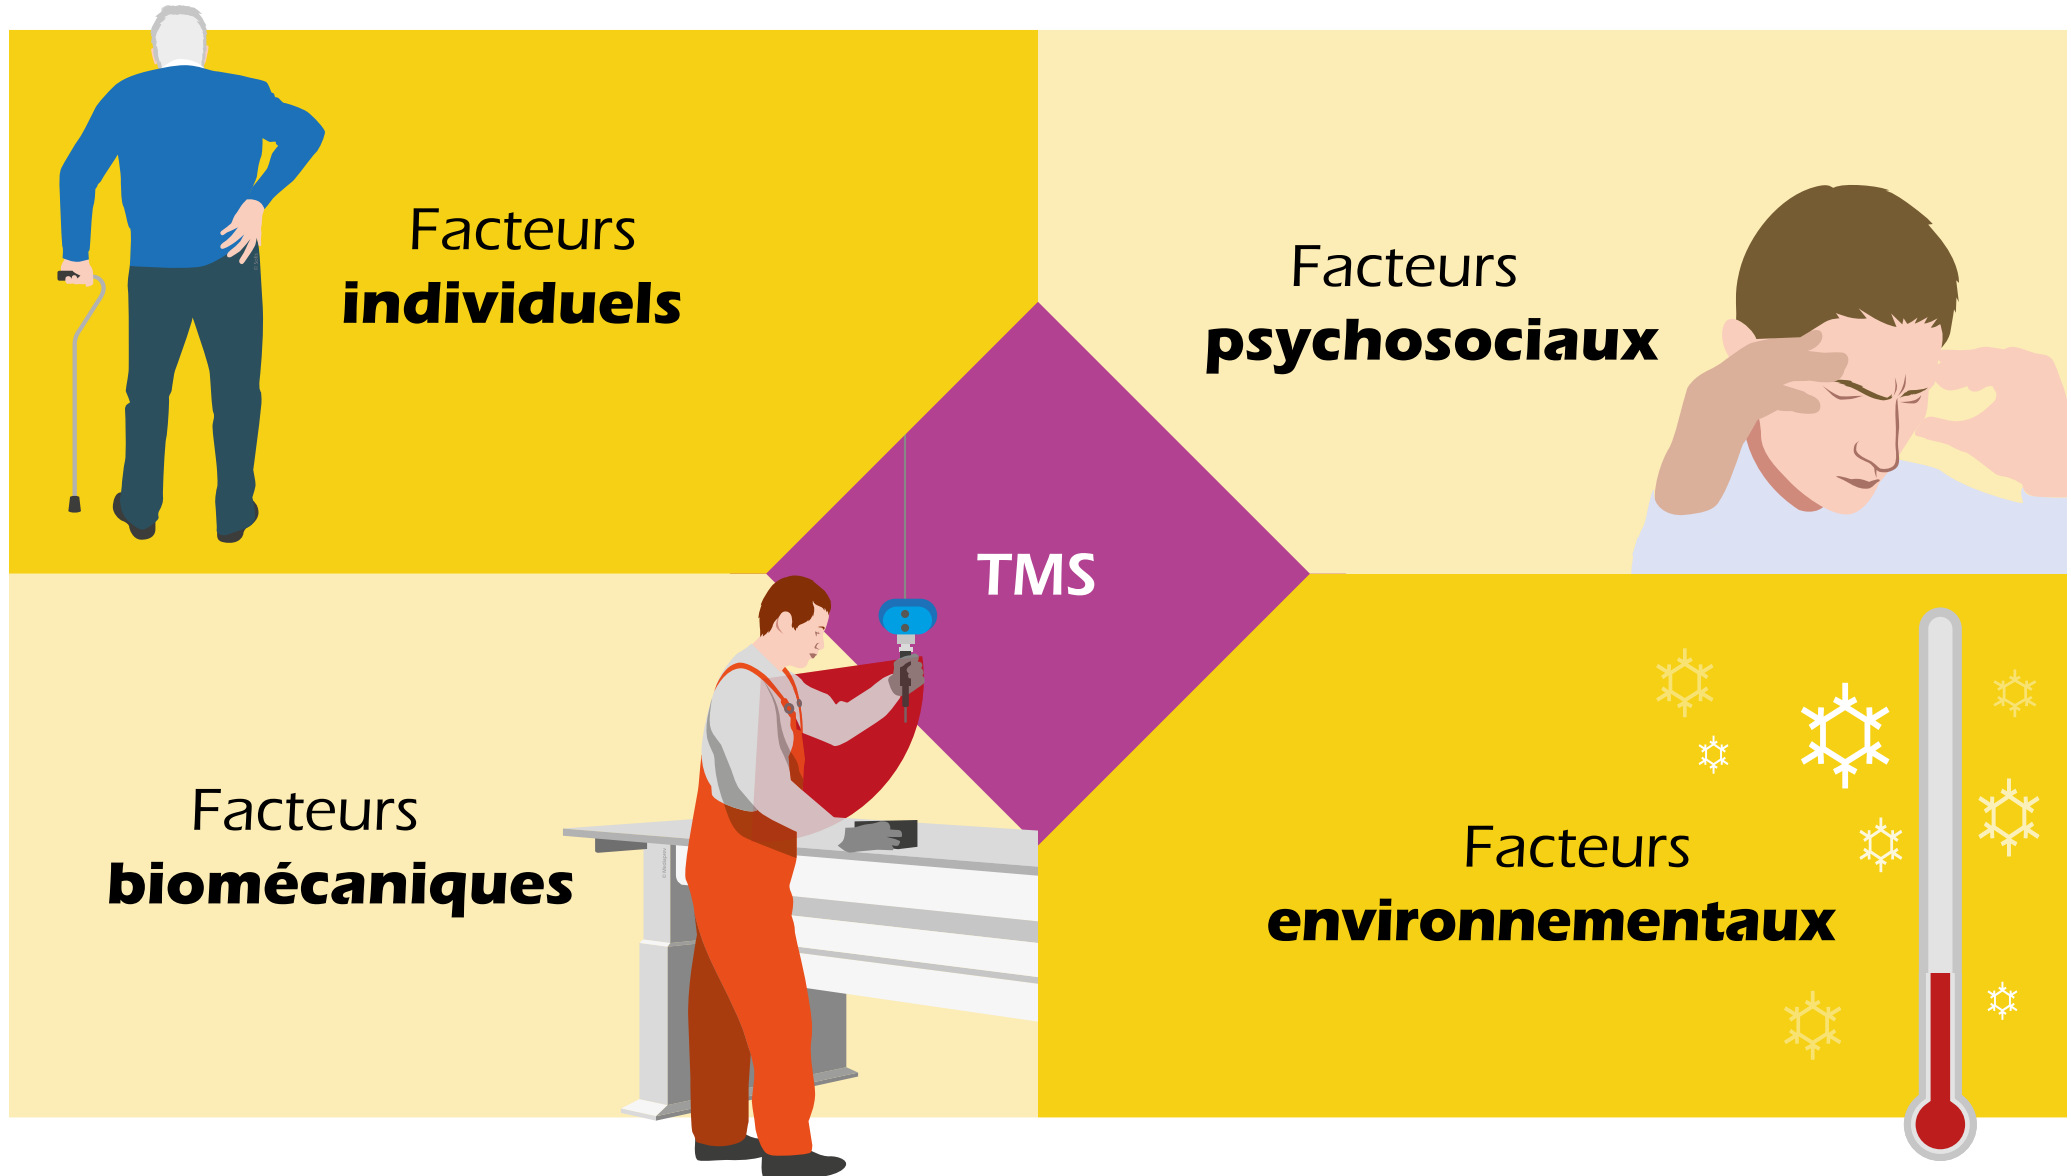 Facteurs
individuels
Facteurs
psychosociaux
TMS
Facteurs
biomécaniques
Facteurs
environnementaux